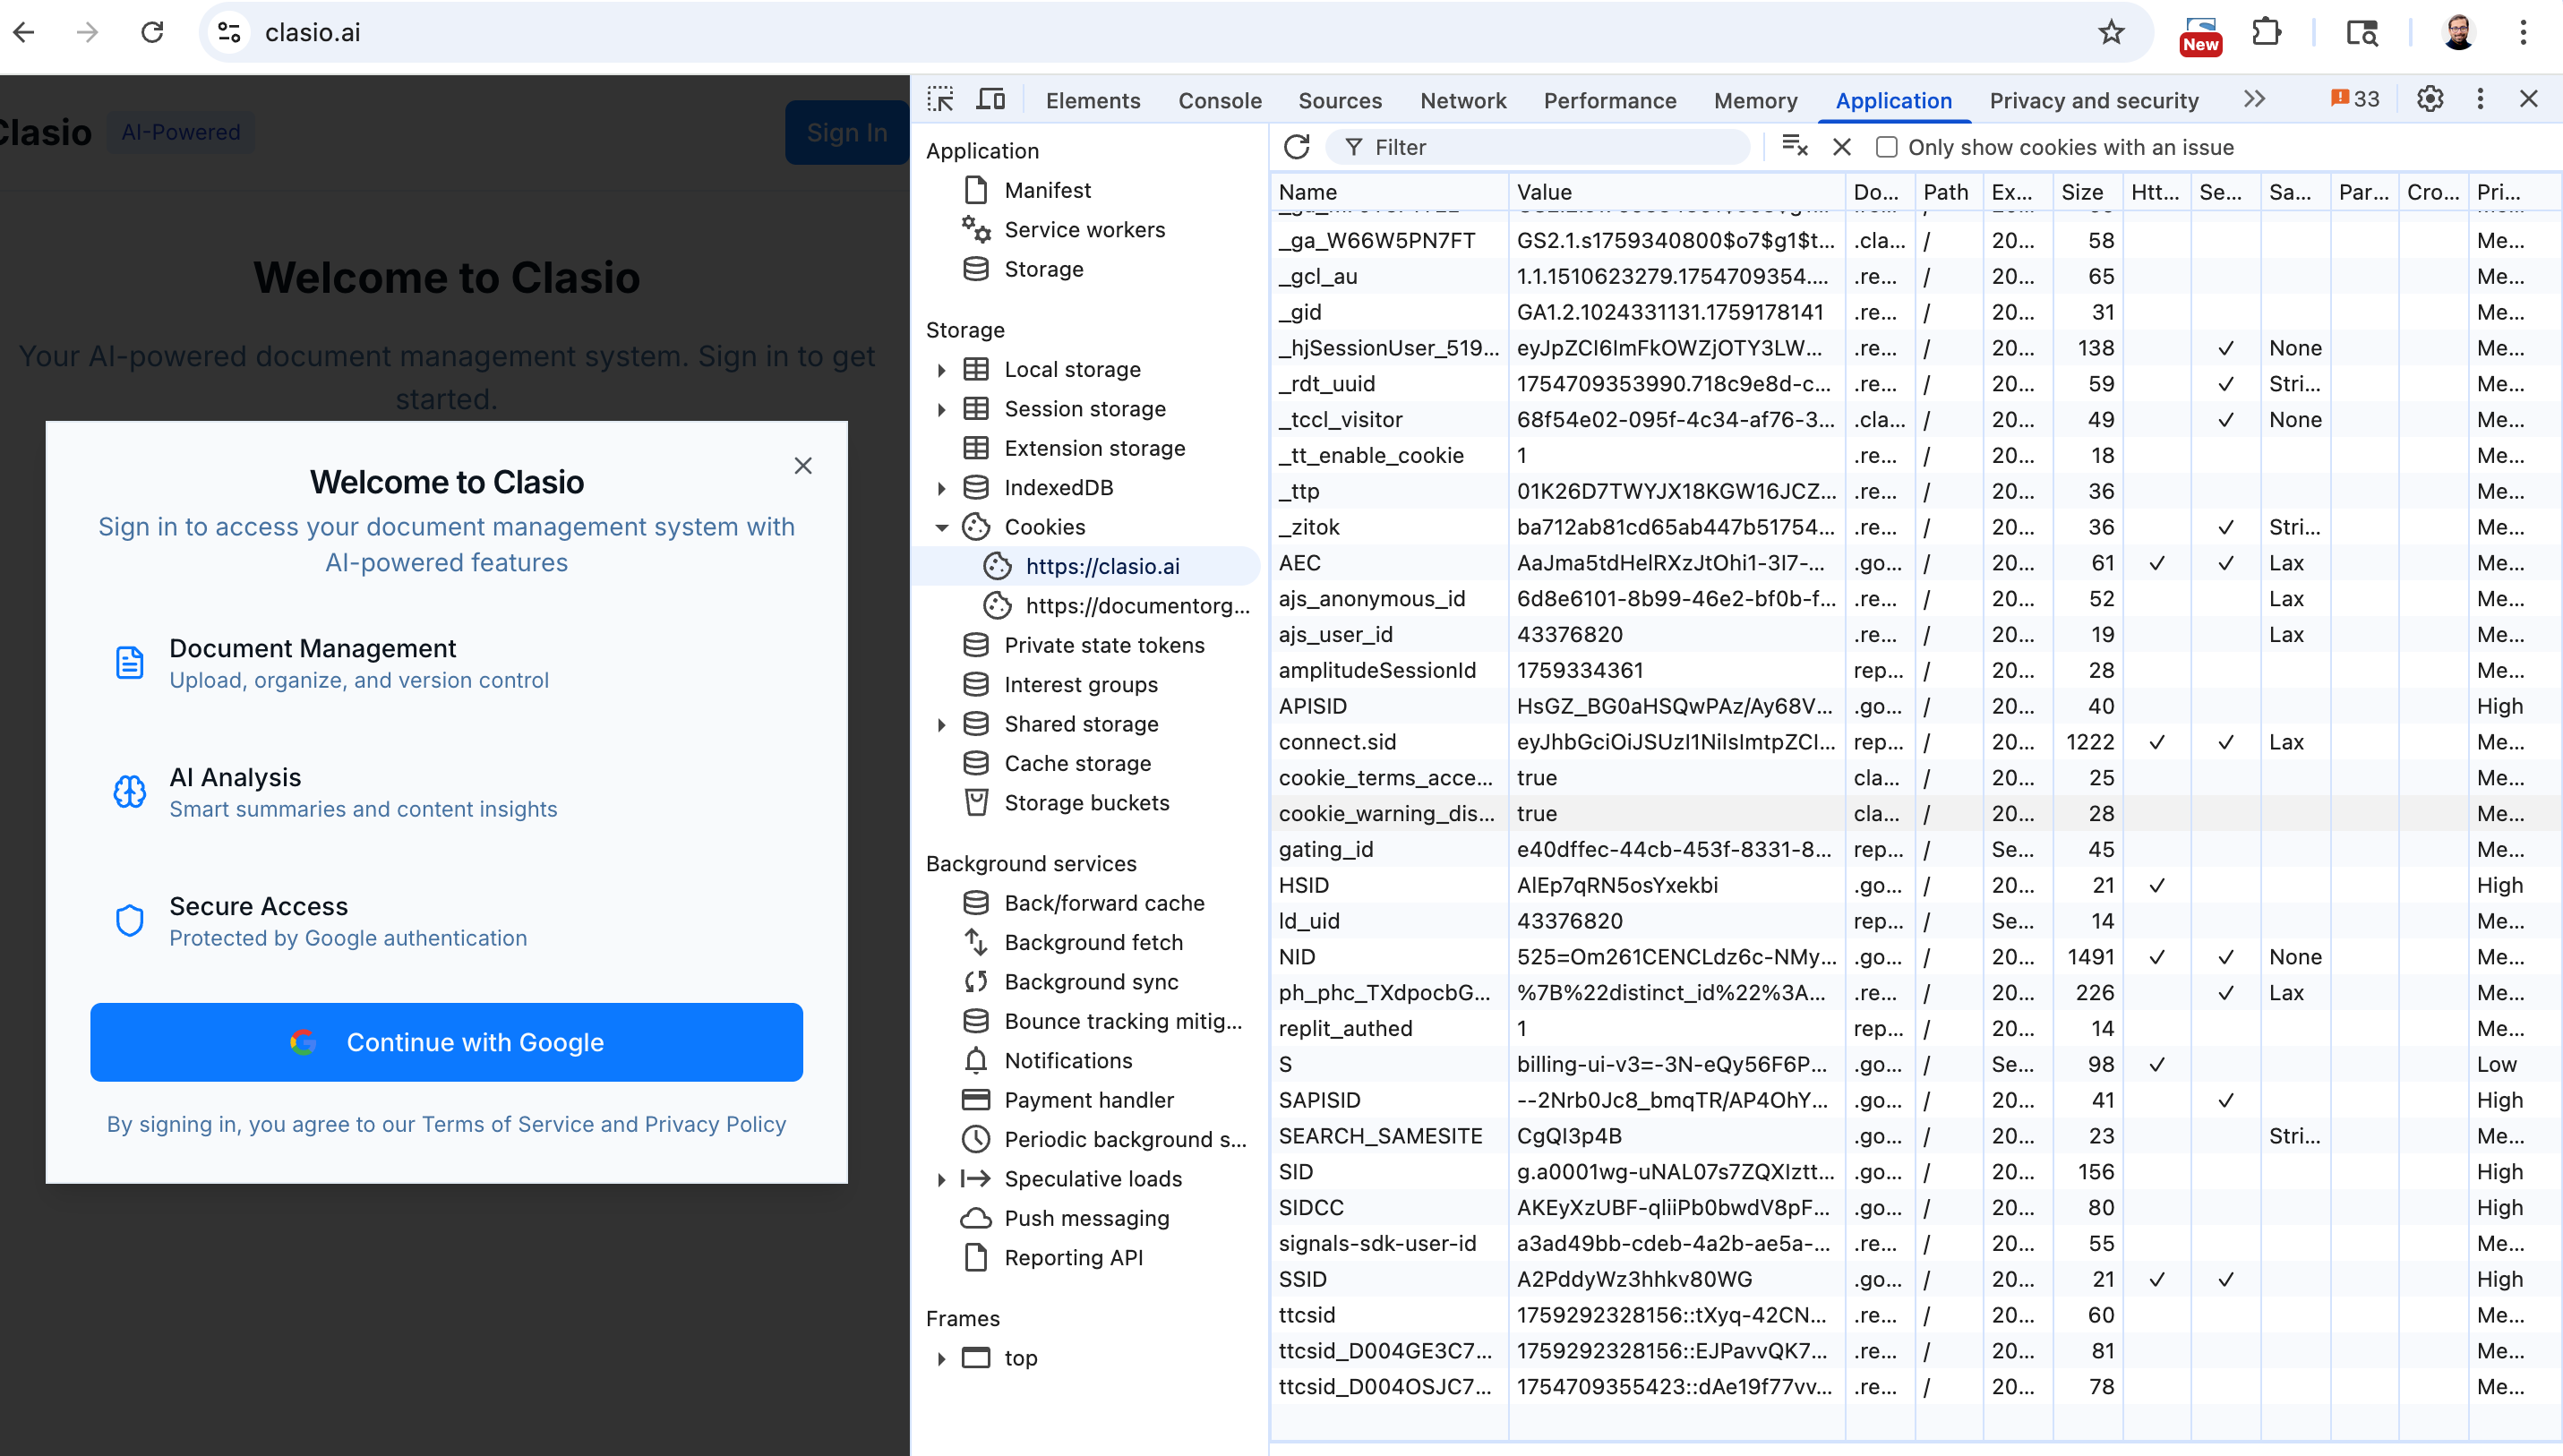 clasio.ai
New
Clasio
AI-Powered
Sign In
Welcome to Clasio
Your AI-powered document management system. Sign in to get
started.
Welcome to Clasio
Sign in to access your document management system with
AI-powered features
Document Management
Upload, organize, and version control
AI Analysis
Smart summaries and content insights
Secure Access
Protected by Google authentication
Continue with Google
By signing in, you agree to our Terms of Service and Privacy Policy
Elements Console Sources Network Performance Memory Application Privacy and security 33
Application
Manifest
Service workers
Storage
Storage
Local storage
Session storage
Extension storage
IndexedDB
Cookies
https://clasio.ai
https://documentorg...
Private state tokens
Interest groups
Shared storage
Cache storage
Storage buckets
Background services
Back/forward cache
Background fetch
Background sync
Bounce tracking mitig...
Notifications
Payment handler
Periodic background s...
Speculative loads
Push messaging
Reporting API
Frames
top
Filter
Only show cookies with an issue
Name Value Do... Path Ex... Size Htt... Se... Sa... Par... Cro... Pri...
_ga_W66W5PN7FT GS2.1.s1759340800$o7$g1$t... .cla... / 20... 58 Me...
_gcl_au 1.1.1510623279.1754709354.... .re... / 20... 65 Me...
_gid GA1.2.1024331131.1759178141 .re... / 20... 31 Me...
_hjSessionUser_519... eyJpZCI6ImFkOWZjOTY3LW... .re... / 20... 138 ✓ None Me...
_rdt_uuid 1754709353990.718c9e8d-c... .re... / 20... 59 ✓ Stri... Me...
_tccl_visitor 68f54e02-095f-4c34-af76-3... .cla... / 20... 49 ✓ None Me...
_tt_enable_cookie 1 .re... / 20... 18 Me...
_ttp 01K26D7TWYJX18KGW16JCZ... .re... / 20... 36 Me...
_zitok ba712ab81cd65ab447b51754... .re... / 20... 36 ✓ Stri... Me...
AEC AaJma5tdHelRXzJtOhi1-3I7-... .go... / 20... 61 ✓ ✓ Lax Me...
ajs_anonymous_id 6d8e6101-8b99-46e2-bf0b-f... .re... / 20... 52 Lax Me...
ajs_user_id 43376820 .re... / 20... 19 Lax Me...
amplitudeSessionId 1759334361 rep... / 20... 28 Me...
APISID HsGZ_BG0aHSQwPAz/Ay68V... .go... / 20... 40 High
connect.sid eyJhbGciOiJSUzI1NiIsImtpZCI... rep... / 20... 1222 ✓ ✓ Lax Me...
cookie_terms_acce... true cla... / 20... 25 Me...
cookie_warning_dis... true cla... / 20... 28 Me...
gating_id e40dffec-44cb-453f-8331-8... rep... / Se... 45 Me...
HSID AlEp7qRN5osYxekbi .go... / 20... 21 ✓ High
ld_uid 43376820 rep... / Se... 14 Me...
NID 525=Om261CENCLdz6c-NMy... .go... / 20... 1491 ✓ ✓ None Me...
ph_phc_TXdpocbG... %7B%22distinct_id%22%3A... .re... / 20... 226 ✓ Lax Me...
replit_authed 1 rep... / 20... 14 Me...
S billing-ui-v3=-3N-eQy56F6P... .go... / Se... 98 ✓ Low
SAPISID --2Nrb0Jc8_bmqTR/AP4OhY... .go... / 20... 41 ✓ High
SEARCH_SAMESITE CgQI3p4B .go... / 20... 23 Stri... Me...
SID g.a0001wg-uNAL07s7ZQXIztt... .go... / 20... 156 High
SIDCC AKEyXzUBF-qliiPb0bwdV8pF... .go... / 20... 80 High
signals-sdk-user-id a3ad49bb-cdeb-4a2b-ae5a-... .re... / 20... 55 Me...
SSID A2PddyWz3hhkv80WG .go... / 20... 21 ✓ ✓ High
ttcsid 1759292328156::tXyq-42CN... .re... / 20... 60 Me...
ttcsid_D004GE3C7... 1759292328156::EJPavvQK7... .re... / 20... 81 Me...
ttcsid_D004OSJC7... 1754709355423::dAe19f77vv... .re... / 20... 78 Me...